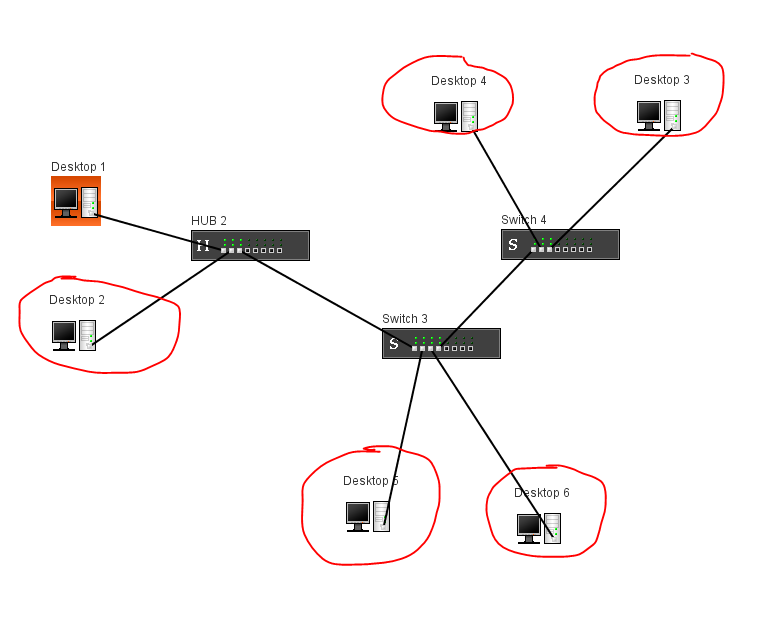 Desktop 4
Desktop 3
Desktop 1
HUB 2
H
Switch 4
S
Desktop 2
Switch 3
S
Desktop 5
Desktop 6